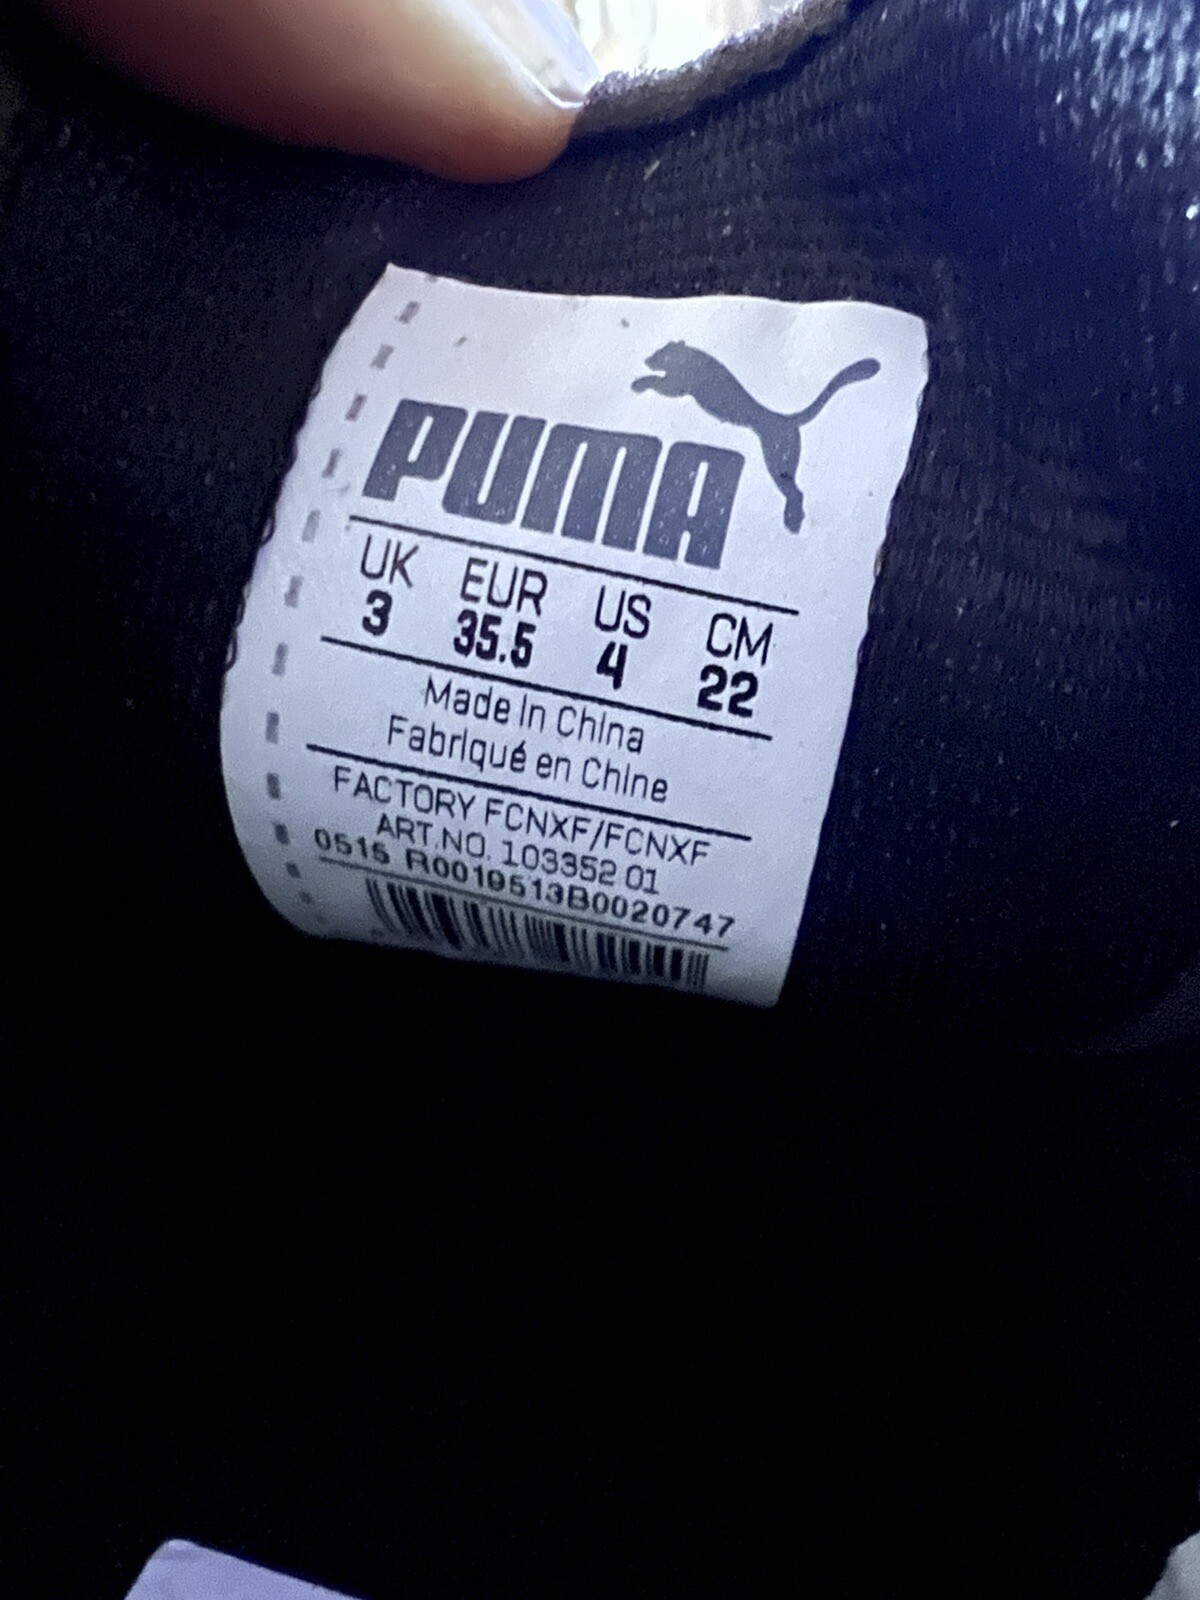 PUMA
UK EUR US CM
3 35.5 4 22
Made in China
Fabriqué en Chine
FACTORY FCNXF/FCNXF
ART.NO. 103352 01
0515 R0019513B0020747